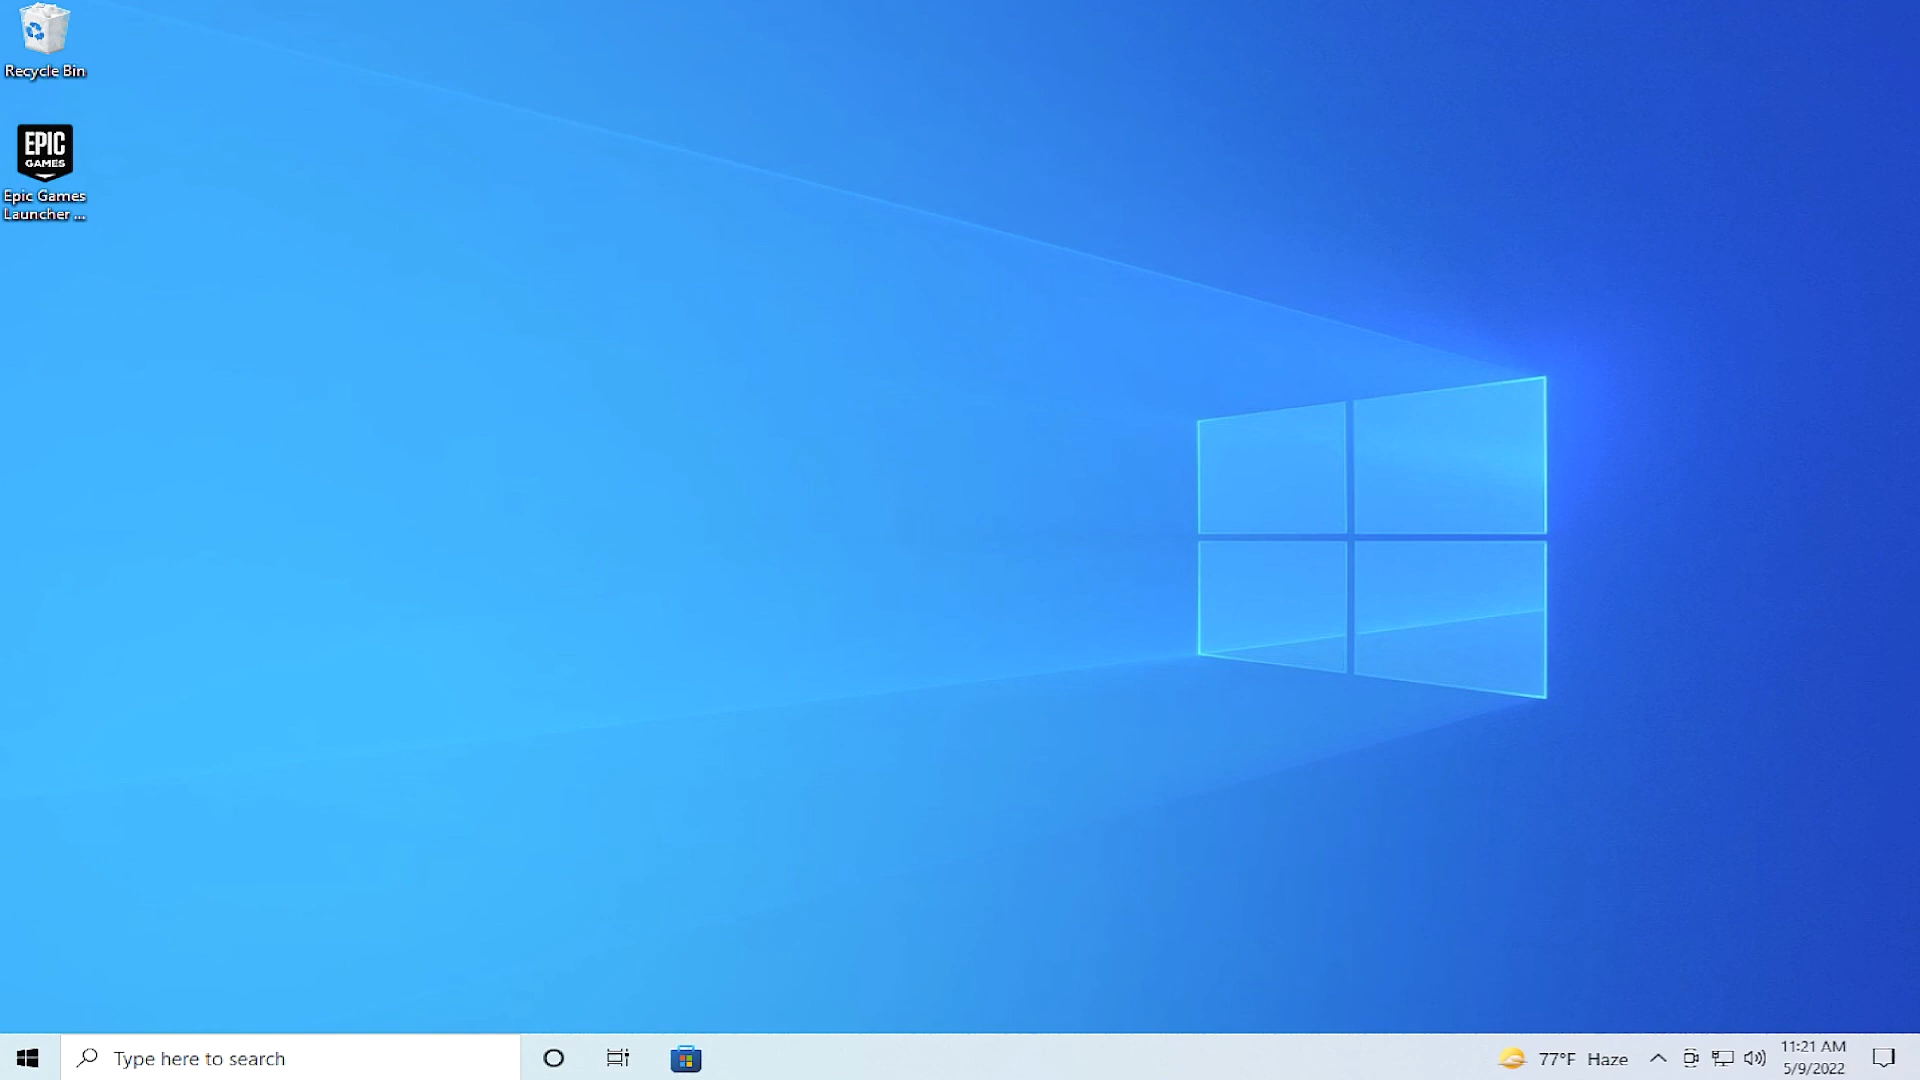 Recycle Bin
EPIC
GAMES
Epic Games
Launcher ...
Type here to search
77°F Haze
11:21 AM
5/9/2022